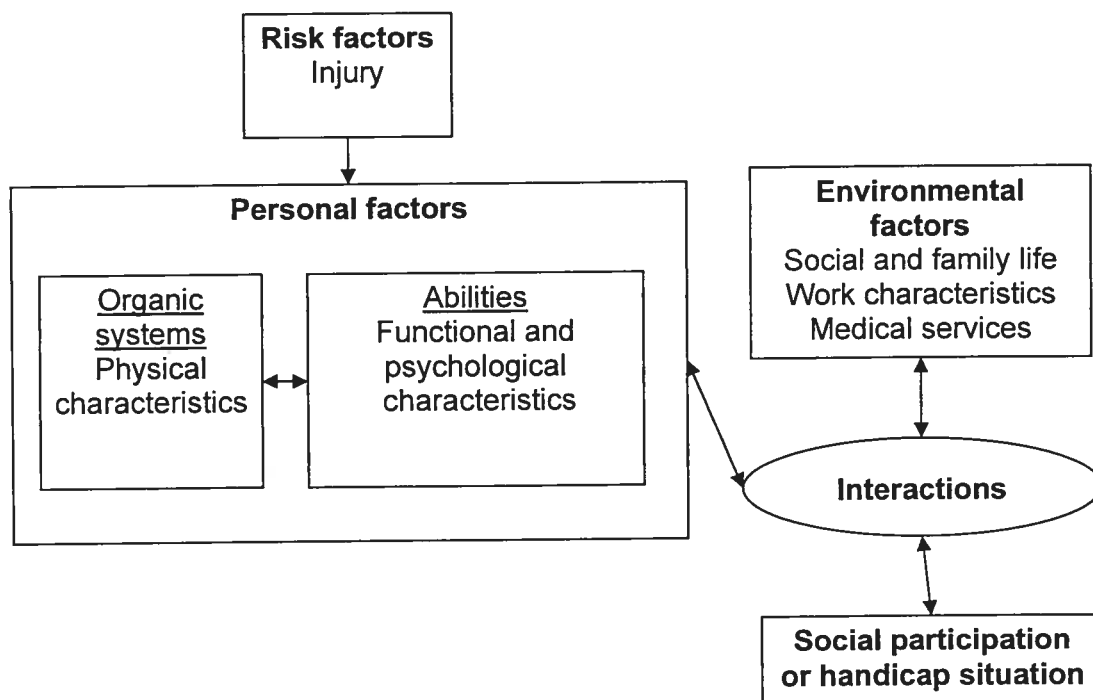 Risk factors
Injury
Personal factors
Organic
systems
Physical
characteristics
Abilities
Functional and
psychological
characteristics
Environmental
factors
Social and family life
Work characteristics
Medical services
Interactions
Social participation
or handicap situation